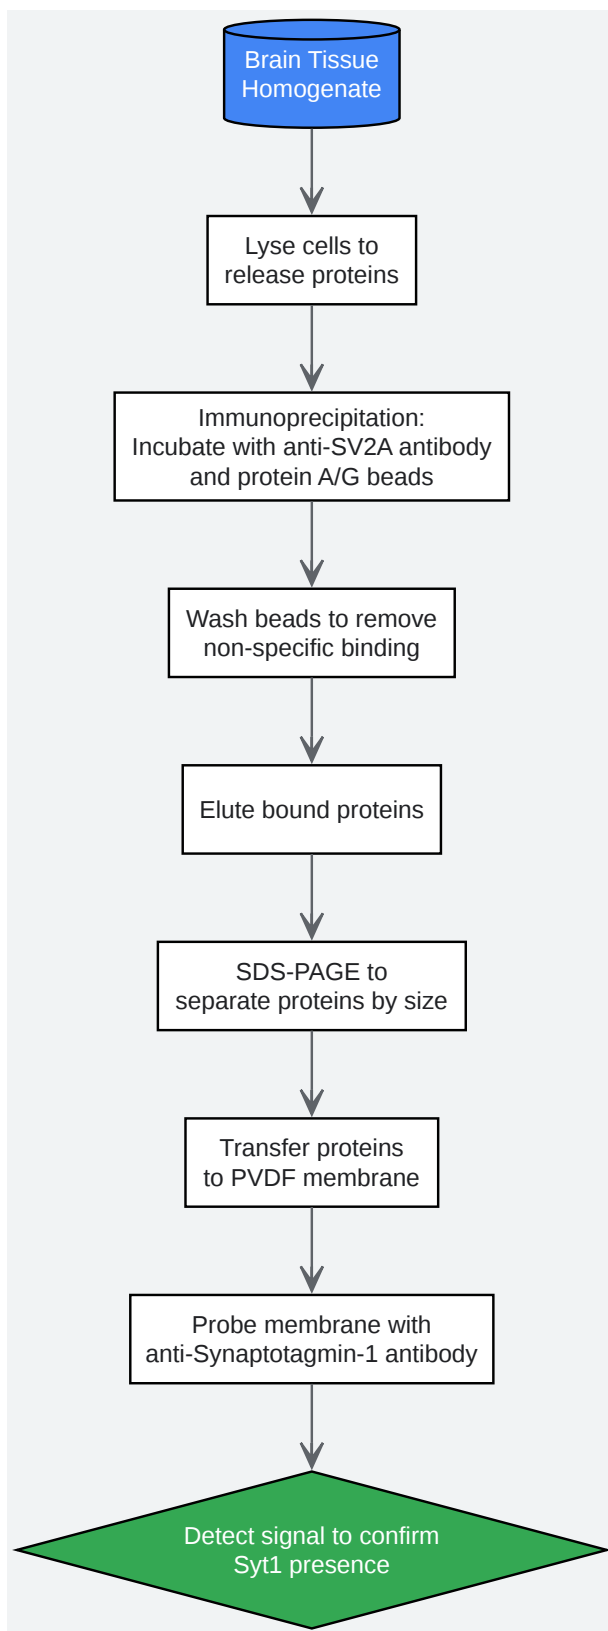 Brain Tissue
Homogenate
Lyse cells to
release proteins
Immunoprecipitation:
Incubate with anti-SV2A antibody
and protein A/G beads
Wash beads to remove
non-specific binding
Elute bound proteins
SDS-PAGE to
separate proteins by size
Transfer proteins
to PVDF membrane
Probe membrane with
anti-Synaptotagmin-1 antibody
Detect signal to confirm
Syt1 presence